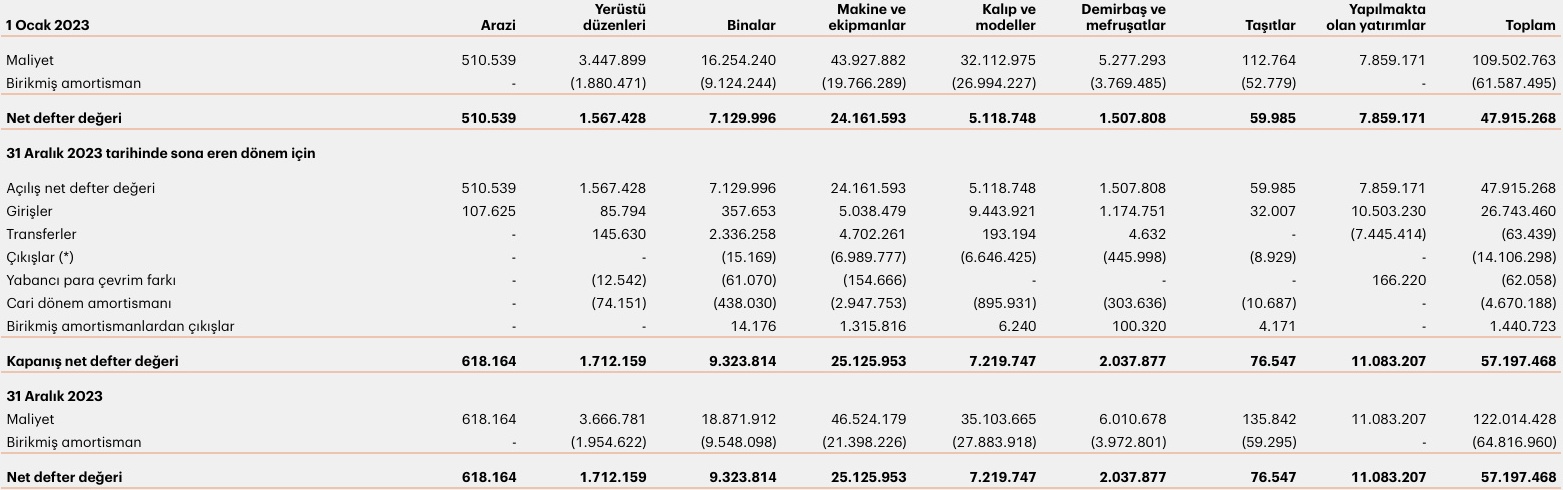 1 Ocak 2023 Arazi Yerüstü düzenleri Binalar Makine ve ekipmanlar Kalıp ve modeller Demirbaş ve mefruşatlar Taşıtlar Yapılmakta olan yatırımlar Toplam
Maliyet 510.539 3.447.899 16.254.240 43.927.882 32.112.975 5.277.293 112.764 7.859.171 109.502.763
Birikmiş amortisman - (1.880.471) (9.124.244) (19.766.289) (26.994.227) (3.769.485) (52.779) - (61.587.495)
Net defter değeri 510.539 1.567.428 7.129.996 24.161.593 5.118.748 1.507.808 59.985 7.859.171 47.915.268
31 Aralık 2023 tarihinde sona eren dönem için
Açılış net defter değeri 510.539 1.567.428 7.129.996 24.161.593 5.118.748 1.507.808 59.985 7.859.171 47.915.268
Girişler 107.625 85.794 357.653 5.038.479 9.443.921 1.174.751 32.007 10.503.230 26.743.460
Transferler - 145.630 2.336.258 4.702.261 193.194 4.632 - (7.445.414) (63.439)
Çıkışlar (*) - - (15.169) (6.989.777) (6.646.425) (445.998) (8.929) - (14.106.298)
Yabancı para çevrim farkı - (12.542) (61.070) (154.666) - - - 166.220 (62.058)
Cari dönem amortismanı - (74.151) (438.030) (2.947.753) (895.931) (303.636) (10.687) - (4.670.188)
Birikmiş amortismanlardan çıkışlar - - 14.176 1.315.816 6.240 100.320 4.171 - 1.440.723
Kapanış net defter değeri 618.164 1.712.159 9.323.814 25.125.953 7.219.747 2.037.877 76.547 11.083.207 57.197.468
31 Aralık 2023
Maliyet 618.164 3.666.781 18.871.912 46.524.179 35.103.665 6.010.678 135.842 11.083.207 122.014.428
Birikmiş amortisman - (1.954.622) (9.548.098) (21.398.226) (27.883.918) (3.972.801) (59.295) - (64.816.960)
Net defter değeri 618.164 1.712.159 9.323.814 25.125.953 7.219.747 2.037.877 76.547 11.083.207 57.197.468